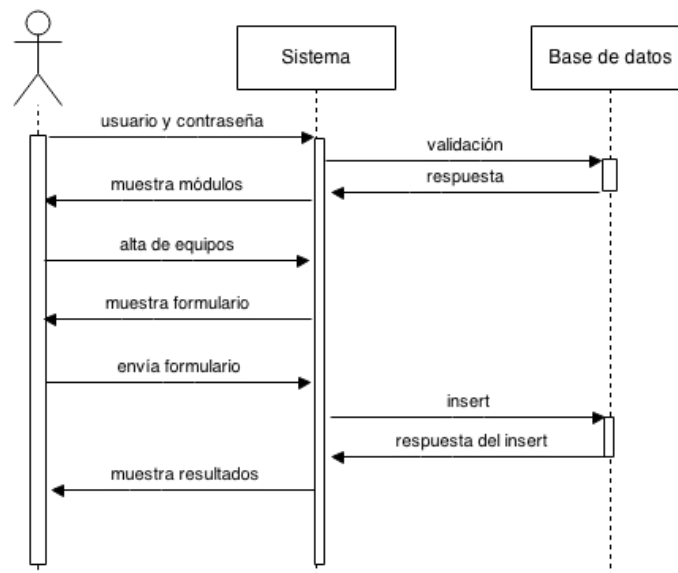 Sistema
Base de datos
usuario y contraseña
validación
respuesta
muestra módulos
alta de equipos
muestra formulario
envía formulario
insert
respuesta del insert
muestra resultados